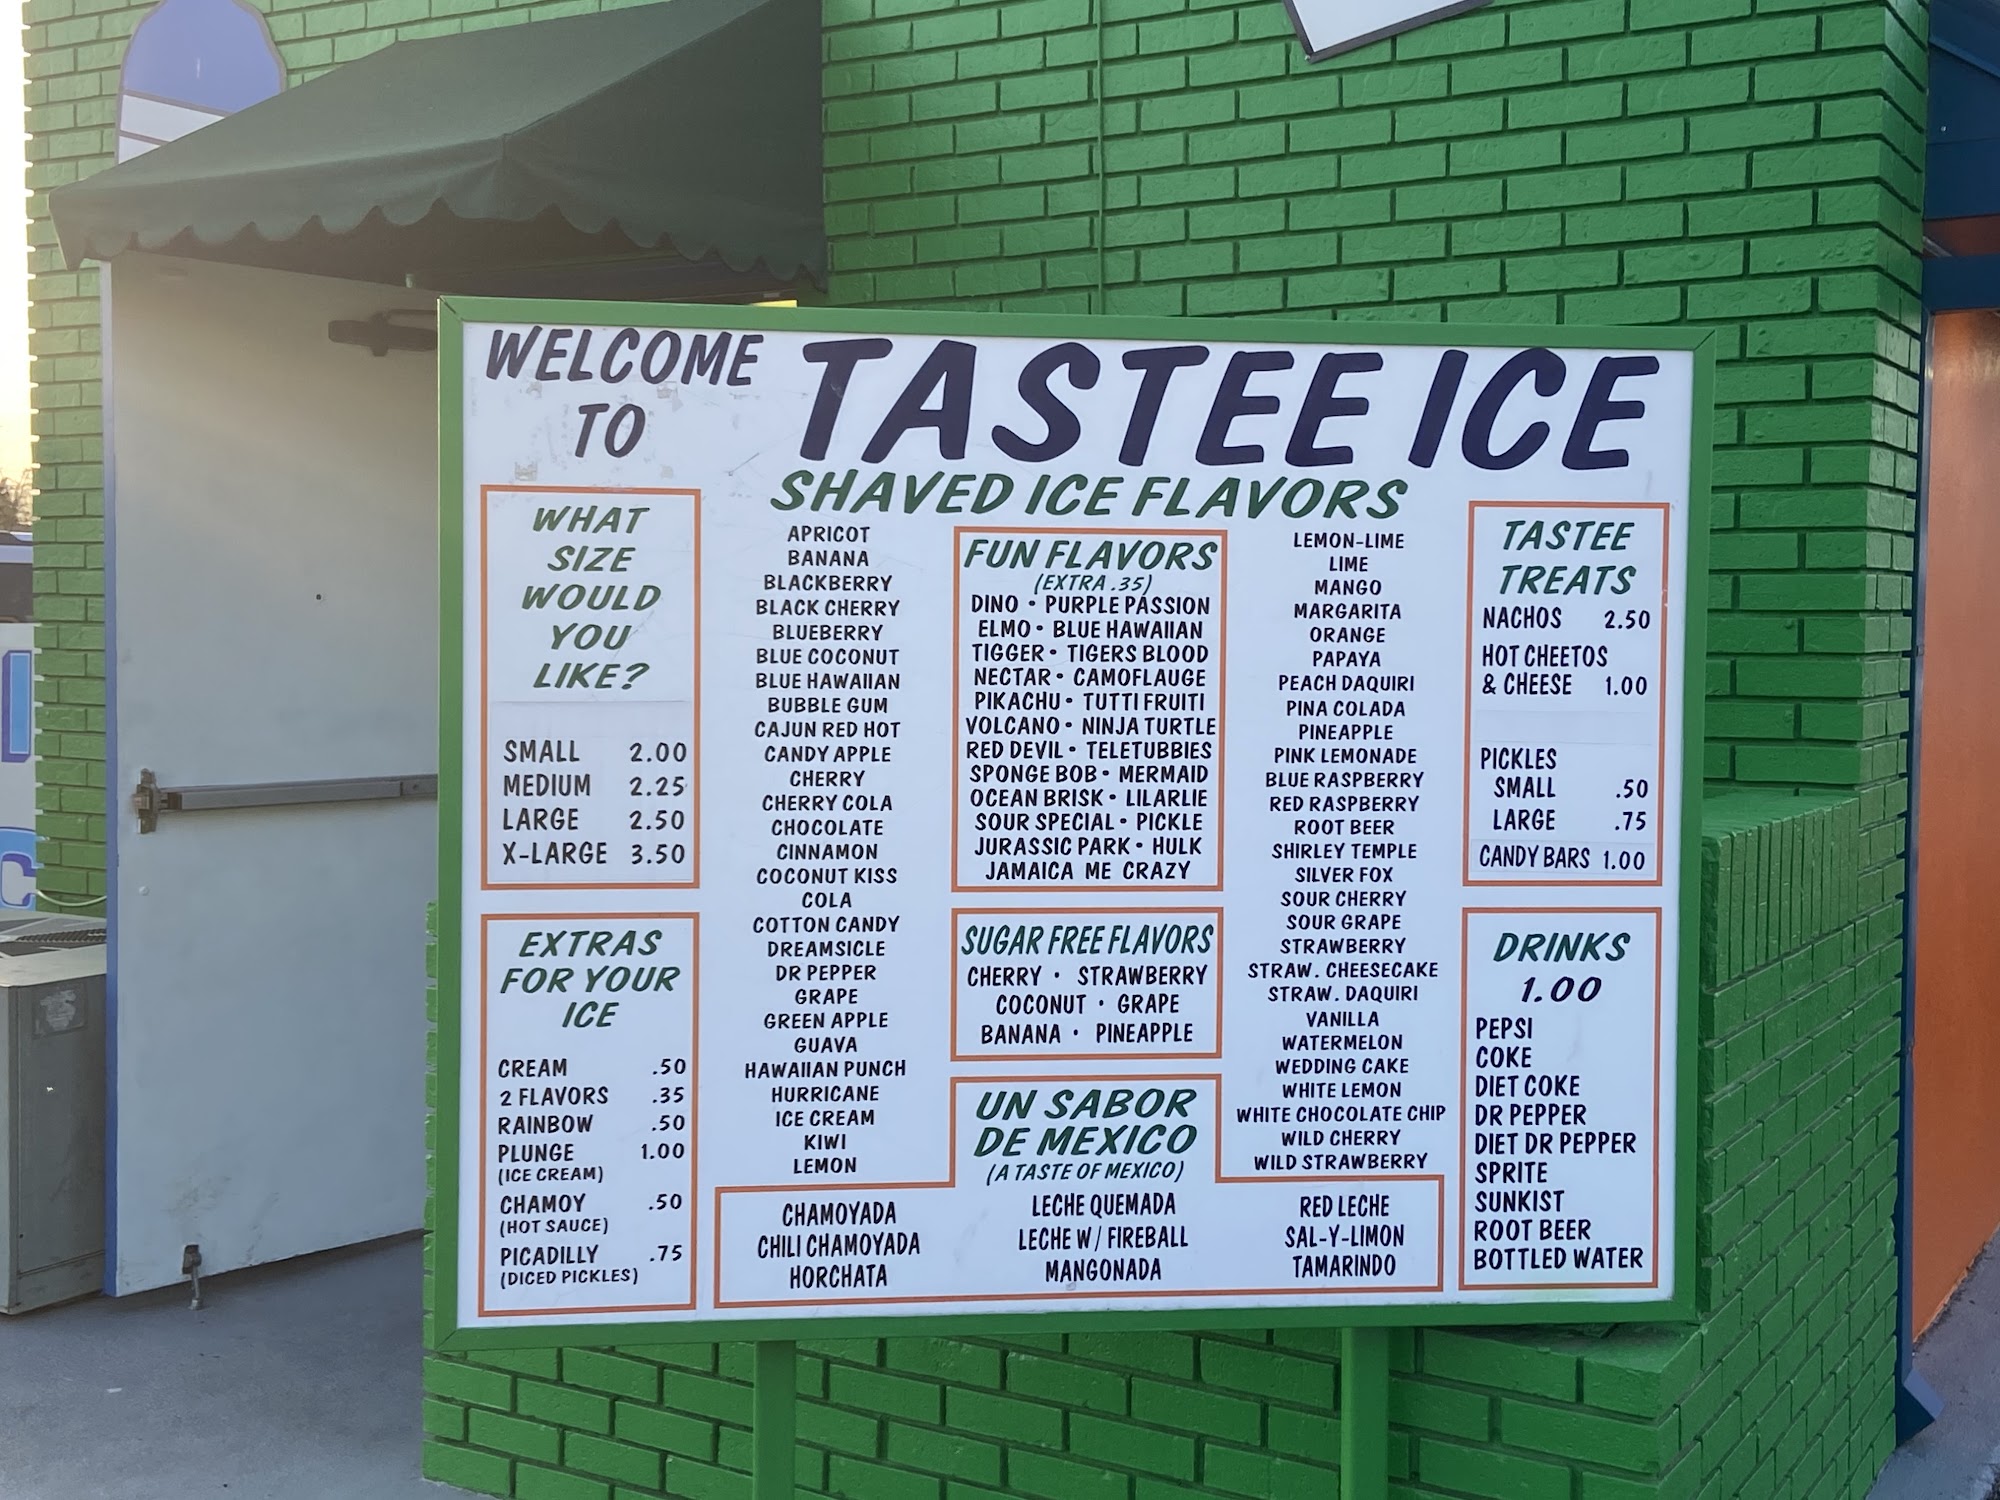 WELCOME
TO
TASTEE ICE
SHAVED ICE FLAVORS
WHAT
SIZE
WOULD
YOU
LIKE?
SMALL 2.00
MEDIUM 2.25
LARGE 2.50
X-LARGE 3.50
EXTRAS
FOR YOUR
ICE
CREAM .50
2 FLAVORS .35
RAINBOW .50
PLUNGE 1.00
(ICE CREAM)
CHAMOY .50
(HOT SAUCE)
PICADILLY .75
(DICED PICKLES)
APRICOT
BANANA
BLACKBERRY
BLACK CHERRY
BLUEBERRY
BLUE COCONUT
BLUE HAWAIIAN
BUBBLE GUM
CAJUN RED HOT
CANDY APPLE
CHERRY
CHERRY COLA
CHOCOLATE
CINNAMON
COCONUT KISS
COLA
COTTON CANDY
DREAMSICLE
DR PEPPER
GRAPE
GREEN APPLE
GUAVA
HAWAIIAN PUNCH
HURRICANE
ICE CREAM
KIWI
LEMON
FUN FLAVORS
(EXTRA .35)
DINO • PURPLE PASSION
ELMO • BLUE HAWAIIAN
TIGGER • TIGERS BLOOD
NECTAR • CAMOFLAUGE
PIKACHU • TUTTI FRUITI
VOLCANO • NINJA TURTLE
RED DEVIL • TELETUBBIES
SPONGE BOB • MERMAID
OCEAN BRISK • LILARLIE
SOUR SPECIAL • PICKLE
JURASSIC PARK • HULK
JAMAICA ME CRAZY
SUGAR FREE FLAVORS
CHERRY • STRAWBERRY
COCONUT • GRAPE
BANANA • PINEAPPLE
LEMON-LIME
LIME
MANGO
MARGARITA
ORANGE
PAPAYA
PEACH DAQUIRI
PINA COLADA
PINEAPPLE
PINK LEMONADE
BLUE RASPBERRY
RED RASPBERRY
ROOT BEER
SHIRLEY TEMPLE
SILVER FOX
SOUR CHERRY
SOUR GRAPE
STRAWBERRY
STRAW. CHEESECAKE
STRAW. DAQUIRI
VANILLA
WATERMELON
WEDDING CAKE
WHITE LEMON
WHITE CHOCOLATE CHIP
WILD CHERRY
WILD STRAWBERRY
UN SABOR
DE MEXICO
(A TASTE OF MEXICO)
CHAMOYADA
CHILI CHAMOYADA
HORCHATA
LECHE QUEMADA
LECHE W/ FIREBALL
MANGONADA
RED LECHE
SAL-Y-LIMON
TAMARINDO
TASTEE
TREATS
NACHOS 2.50
HOT CHEETOS
& CHEESE 1.00
PICKLES
SMALL .50
LARGE .75
CANDY BARS 1.00
DRINKS
1.00
PEPSI
COKE
DIET COKE
DR PEPPER
DIET DR PEPPER
SPRITE
SUNKIST
ROOT BEER
BOTTLED WATER